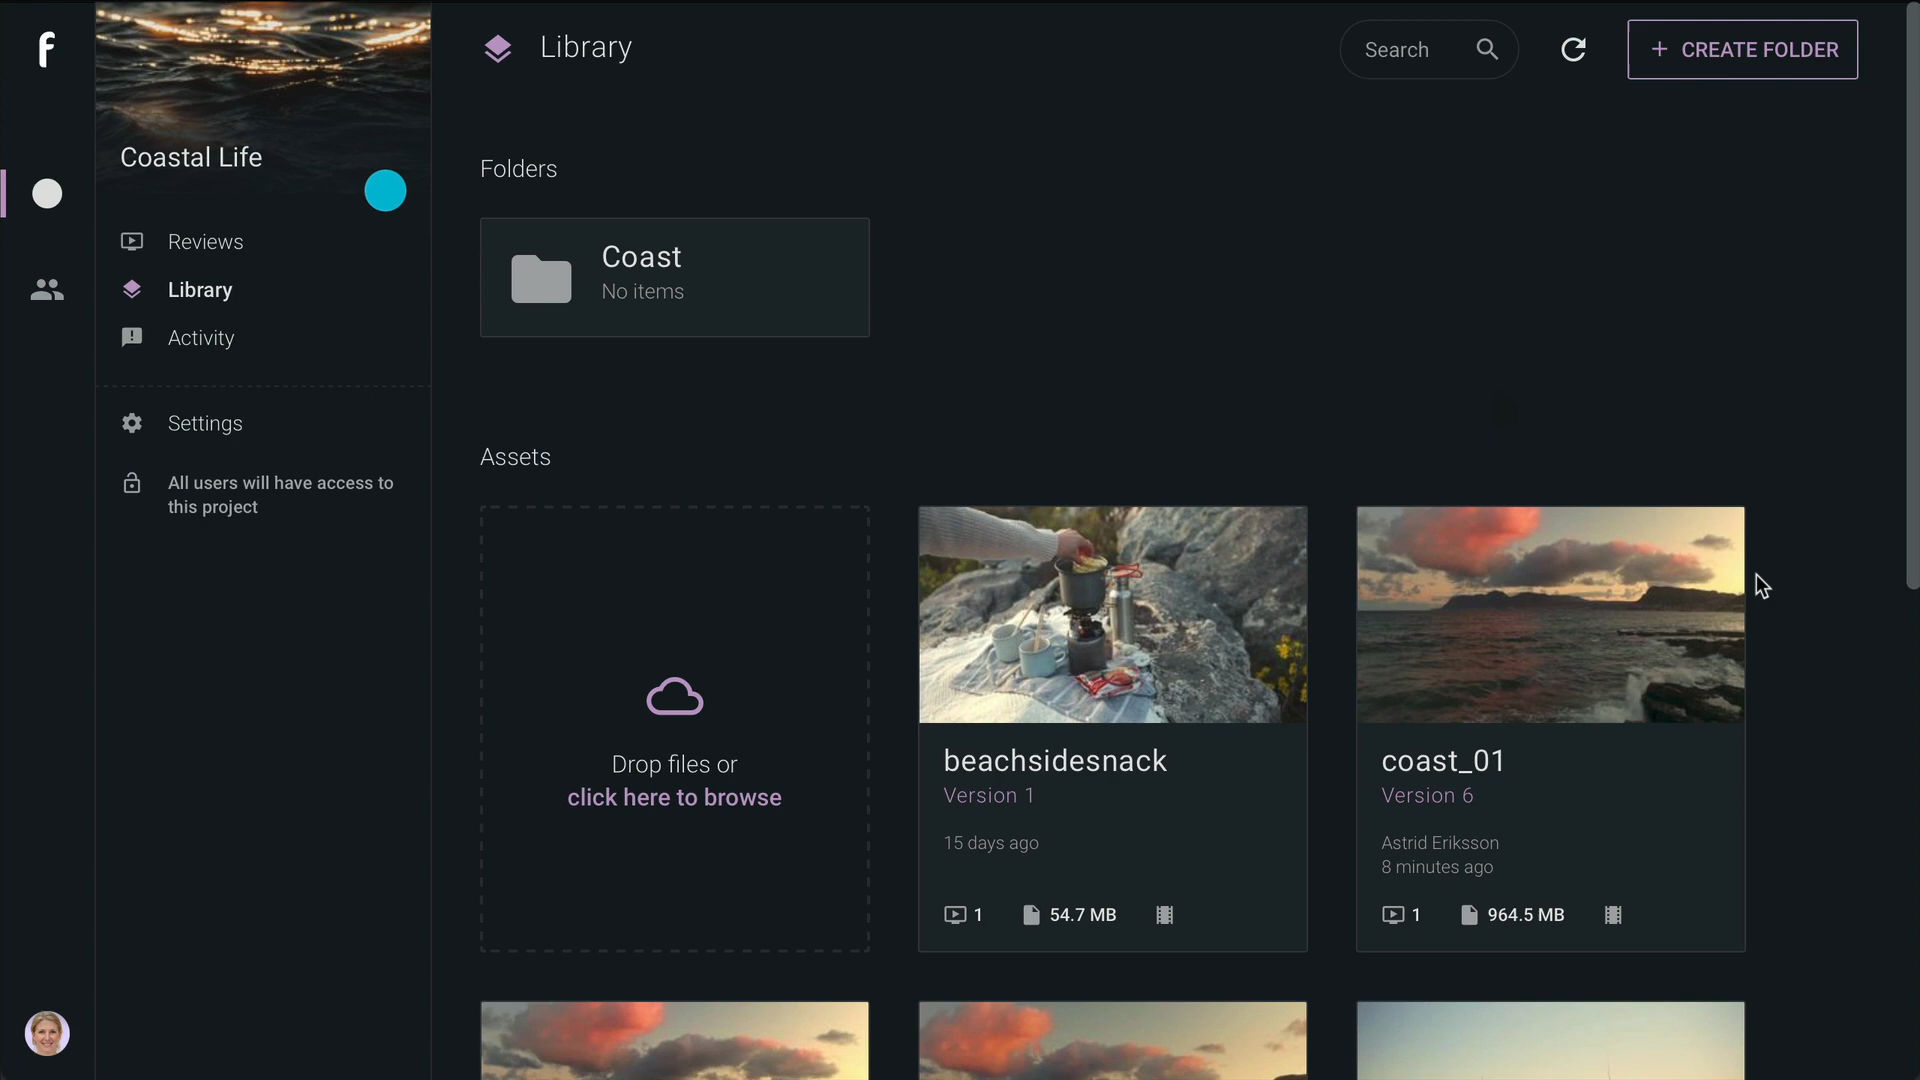 f
Coastal Life
Reviews
Library
Activity
Settings
All users will have access to
this project
Library
Search
+ CREATE FOLDER
Folders
Coast
No items
Assets
Drop files or
click here to browse
beachsidesnack
Version 1
15 days ago
1
54.7 MB
coast_01
Version 6
Astrid Eriksson
8 minutes ago
1
964.5 MB